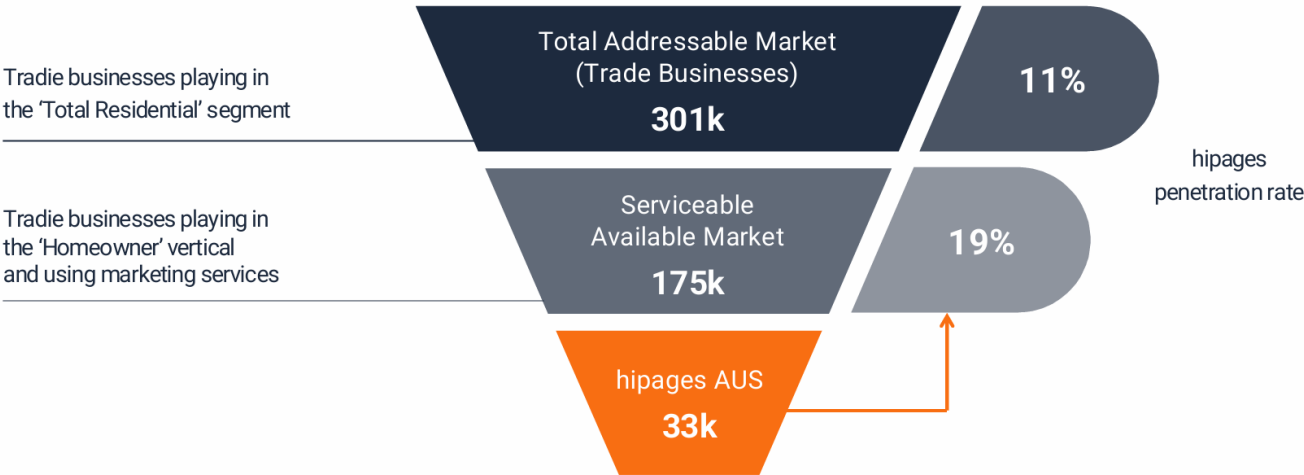 Tradie businesses playing in
the ‘Total Residential’ segment
Total Addressable Market
(Trade Businesses)
301k
11%
hipages
penetration rate
Tradie businesses playing in
the ‘Homeowner’ vertical
and using marketing services
Serviceable
Available Market
175k
19%
hipages AUS
33k